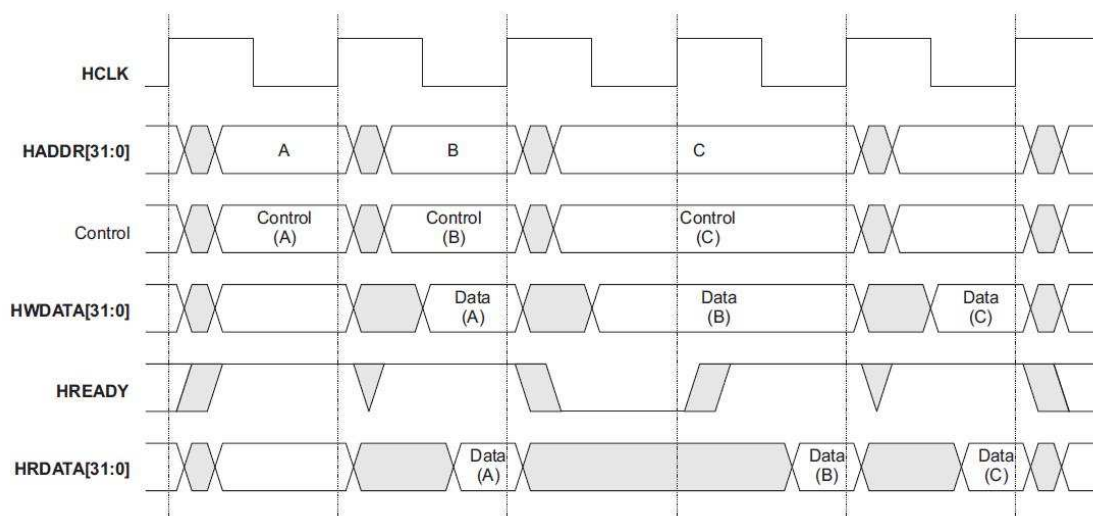 HCLK
HADDR[31:0]
A
B
C
Control
Control
(A)
Control
(B)
Control
(C)
HWDATA[31:0]
Data
(A)
Data
(B)
Data
(C)
HREADY
HRDATA[31:0]
Data
(A)
Data
(B)
Data
(C)